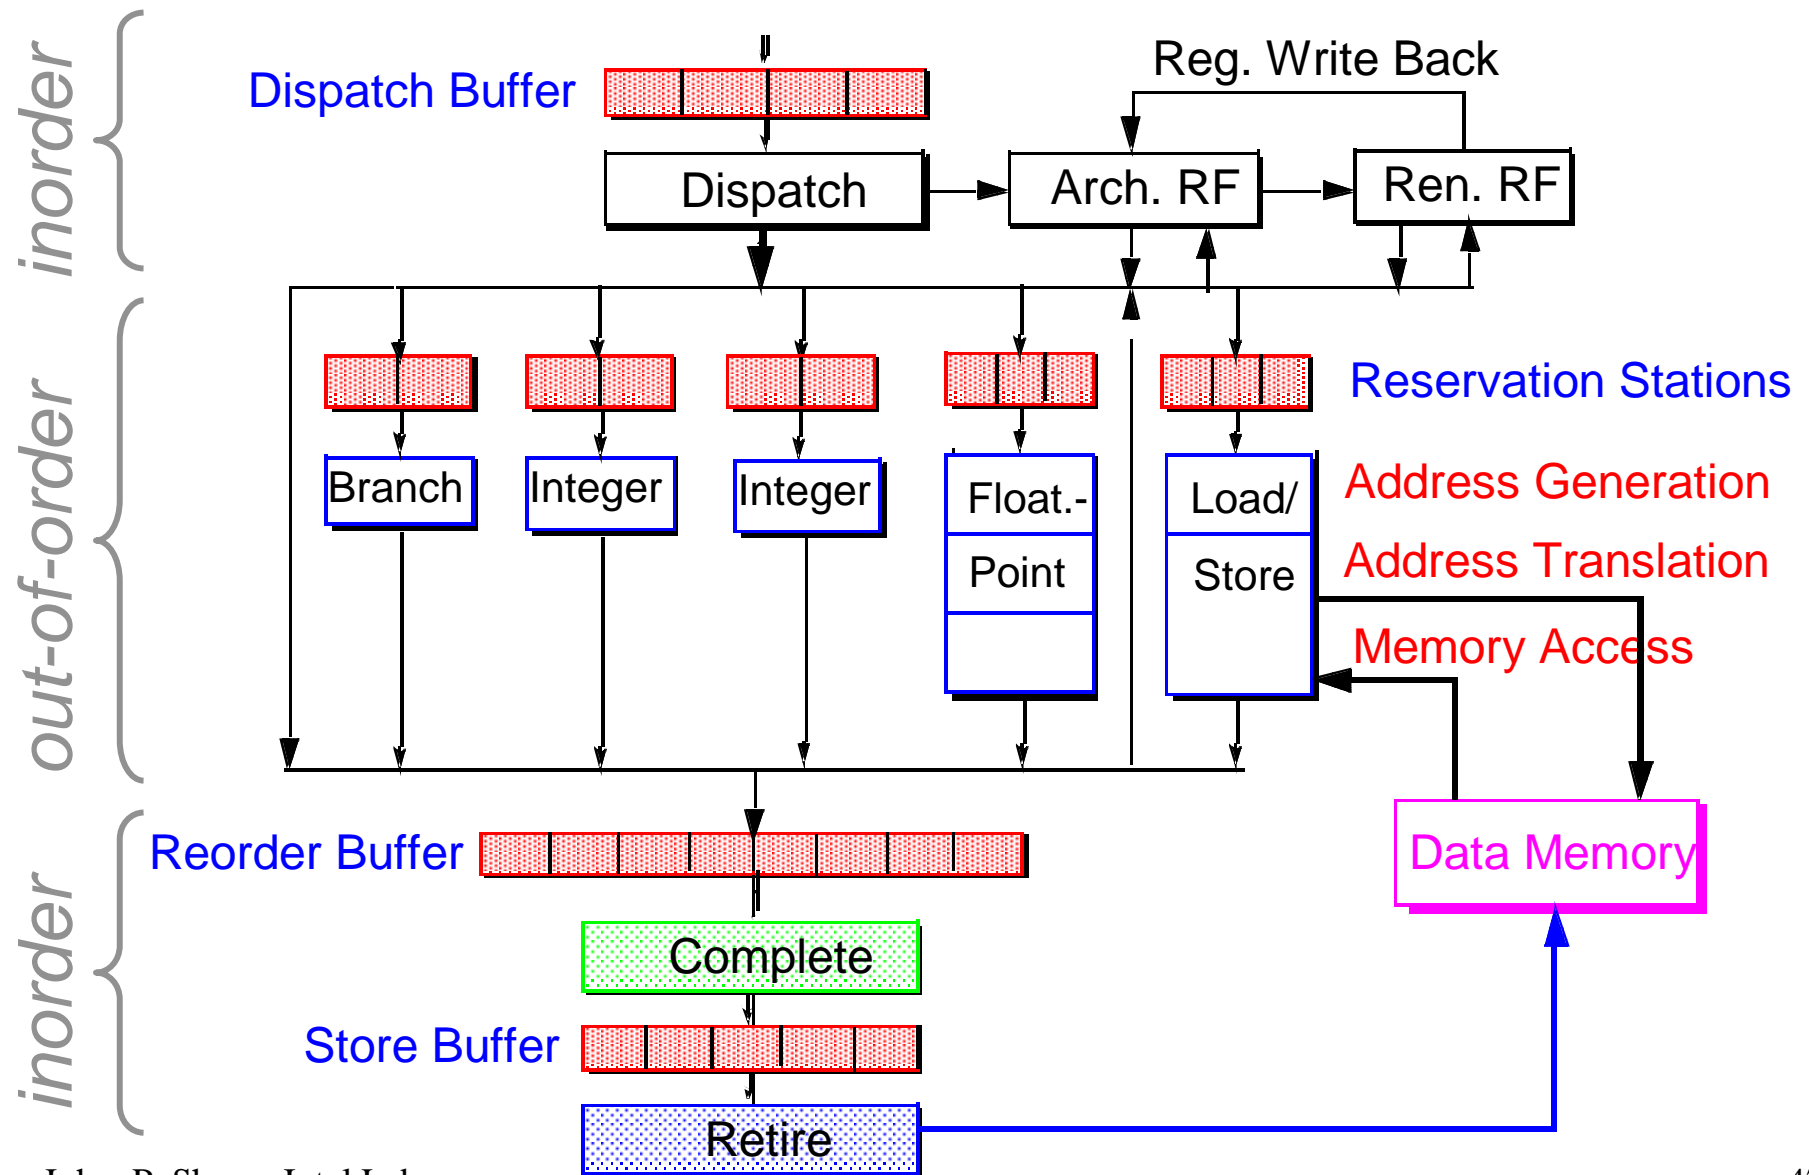 inorder
Reg. Write Back
Dispatch Buffer
Dispatch
Arch. RF
Ren. RF
out-of-order
Reservation Stations
Branch
Integer
Integer
Float.-
Point
Load/
Store
Address Generation
Address Translation
Memory Access
inorder
Reorder Buffer
Data Memory
Complete
Store Buffer
Retire